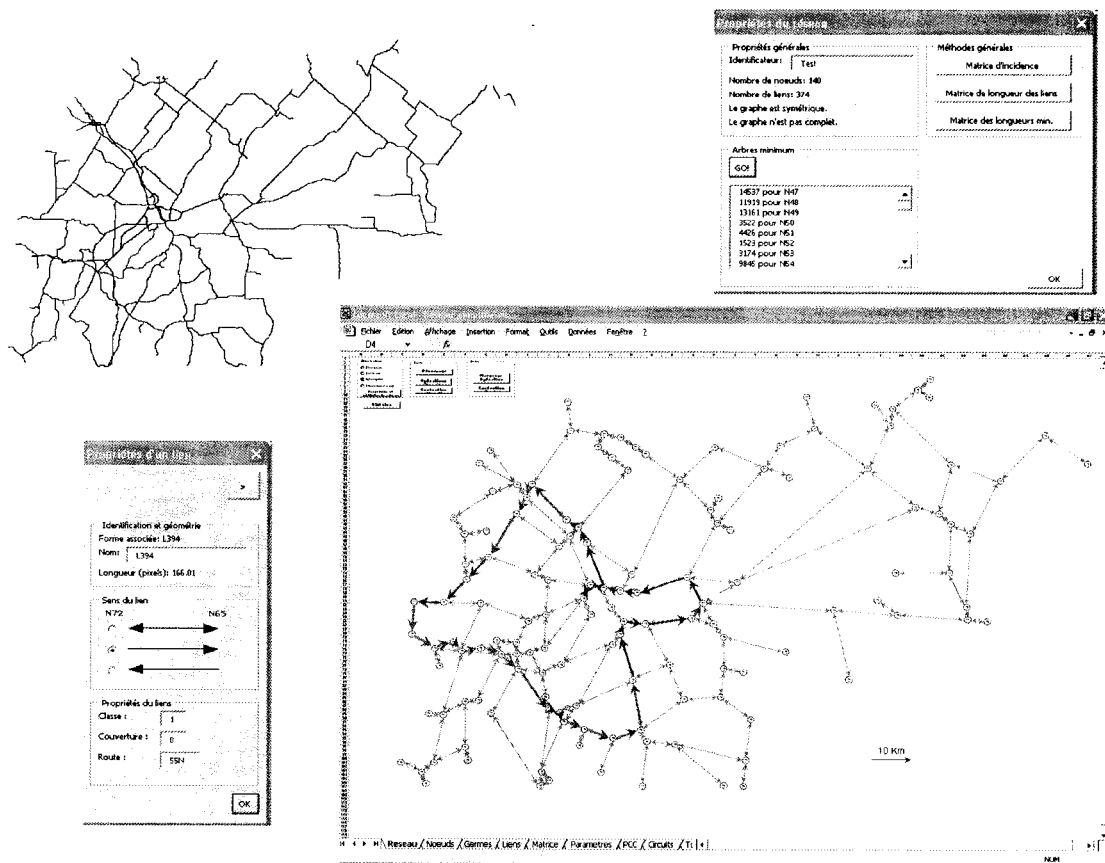 Propriétés du réseau
Propriétés générales
Identificateur: Test
Nombre de noeuds: 140
Nombre de liens: 374
Le graphe est symétrique.
Le graphe n'est pas complet.
Méthodes générales
Matrice d'incidence
Matrice de longueur des liens
Matrice des longueurs min.
Arbres minimum
GO!
14537 pour N47
11919 pour N48
13161 pour N49
3522 pour N50
4426 pour N51
1523 pour N52
3174 pour N53
9846 pour N54
OK
Fichier Edition Affichage Insertion Format Outils Données Fenêtre ?
D4 fx
Propriétés d'un lien
>
Identification et géométrie
Forme associée: L394
Nom: L394
Longueur (pixels): 166.01
Sens du lien
N72 N65
Propriétés du liens
Classe : 1
Couverture : 0
Route : 55N
OK
10 Km
Reseau / Noeuds / Germes / Liens / Matrice / Parametres / PCC / Circuits / T
NUM